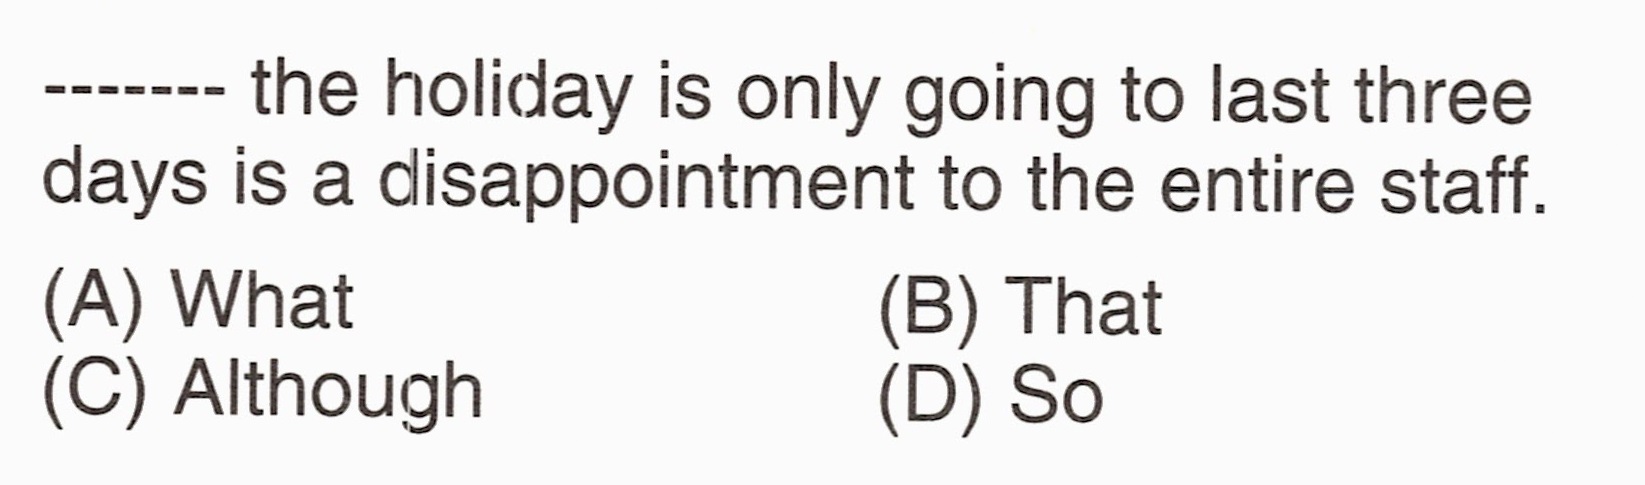 ------- the holiday is only going to last three
days is a disappointment to the entire staff.
(A) What (B) That
(C) Although (D) So